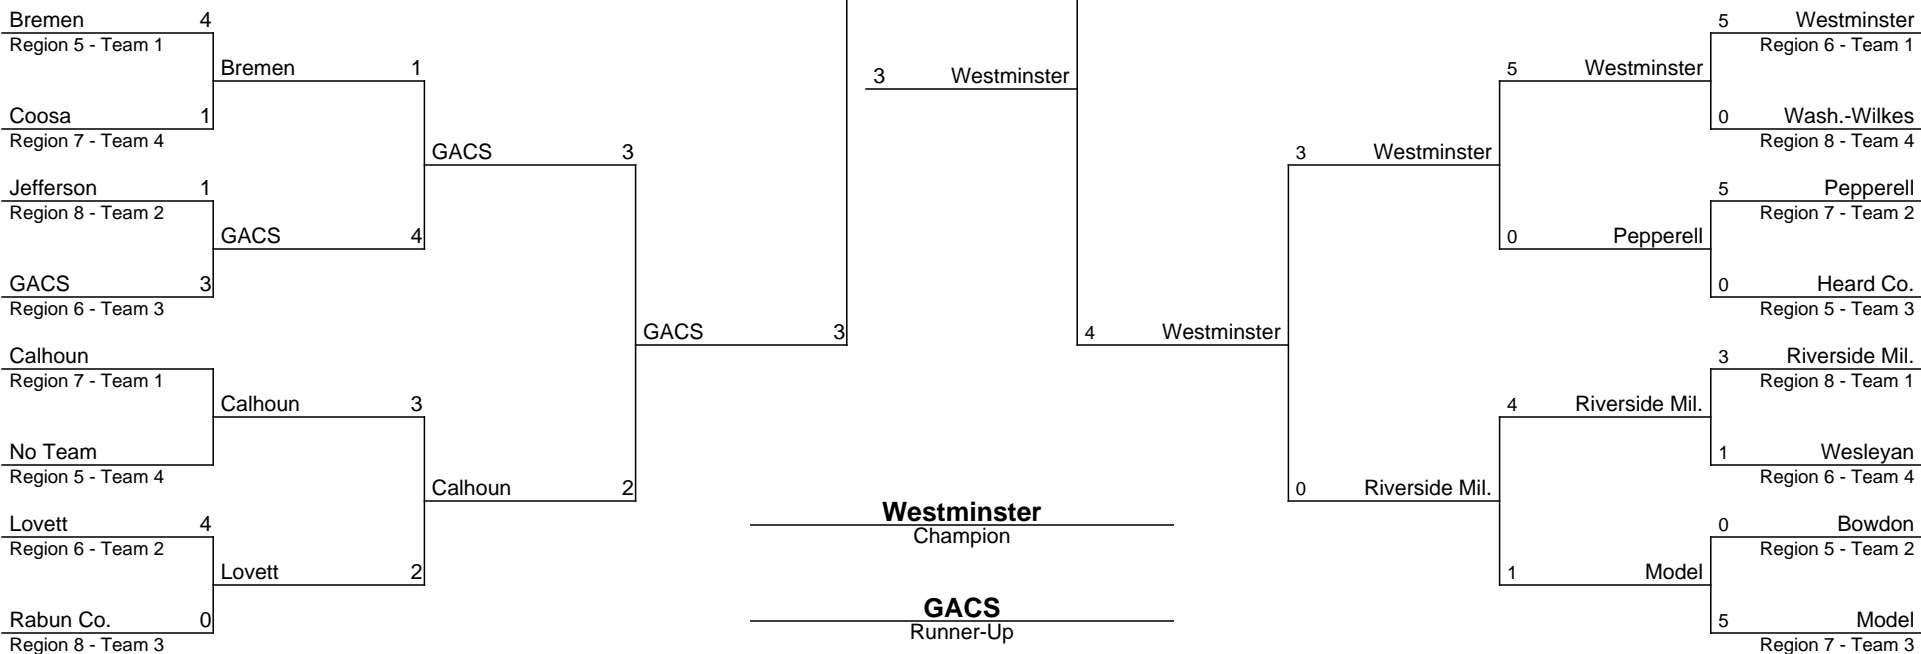 Bremen 4
Region 5 - Team 1
Bremen 1
Coosa 1
Region 7 - Team 4
GACS 3
Jefferson 1
Region 8 - Team 2
GACS 4
GACS 3
Region 6 - Team 3
GACS 3
Calhoun
Region 7 - Team 1
Calhoun 3
No Team
Region 5 - Team 4
Calhoun 2
Lovett 4
Region 6 - Team 2
Lovett 2
Rabun Co. 0
Region 8 - Team 3
3 Westminster
4 Westminster
Westminster
Champion
GACS
Runner-Up
3 Westminster
0 Riverside Mil.
5 Westminster
0 Pepperell
4 Riverside Mil.
1 Model
5 Westminster
Region 6 - Team 1
0 Wash.-Wilkes
Region 8 - Team 4
5 Pepperell
Region 7 - Team 2
0 Heard Co.
Region 5 - Team 3
3 Riverside Mil.
Region 8 - Team 1
1 Wesleyan
Region 6 - Team 4
0 Bowdon
Region 5 - Team 2
5 Model
Region 7 - Team 3